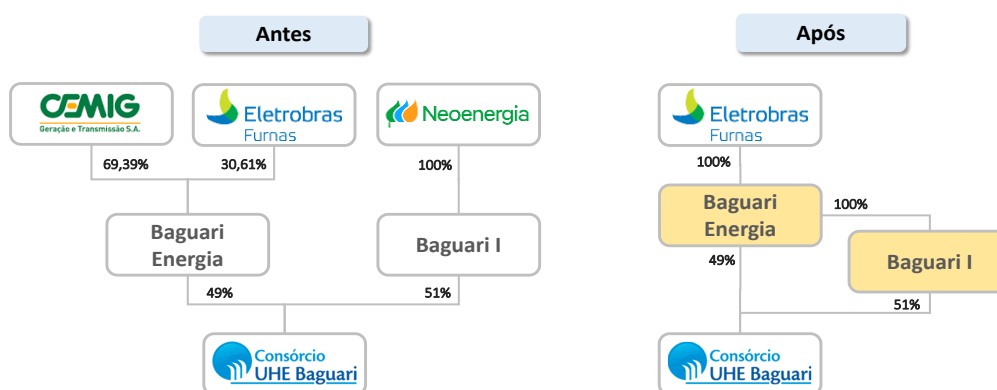 Antes
CEMIG
Geração e Transmissão S.A.
Eletrobras
Furnas
Neoenergia
69,39%
30,61%
100%
Baguari
Energia
Baguari I
49%
51%
Consórcio
UHE Baguari
Após
Eletrobras
Furnas
100%
Baguari
Energia
100%
49%
Baguari I
51%
Consórcio
UHE Baguari